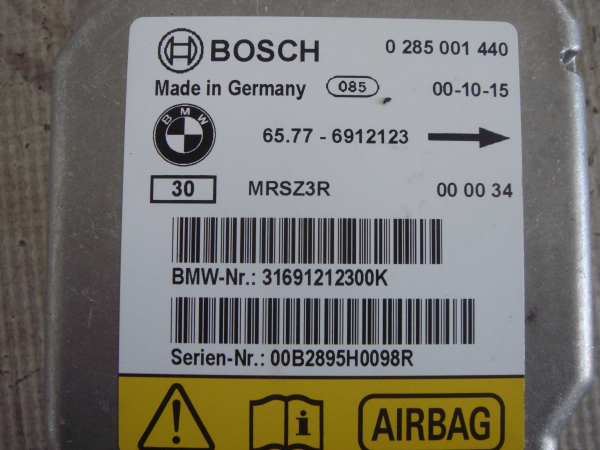 BOSCH 0 285 001 440
Made in Germany 085 00-10-15
BMW 65.77 - 6912123
30 MRSZ3R 00 00 34
BMW-Nr.: 31691212300K
Serien-Nr.: 00B2895H0098R
i AIRBAG